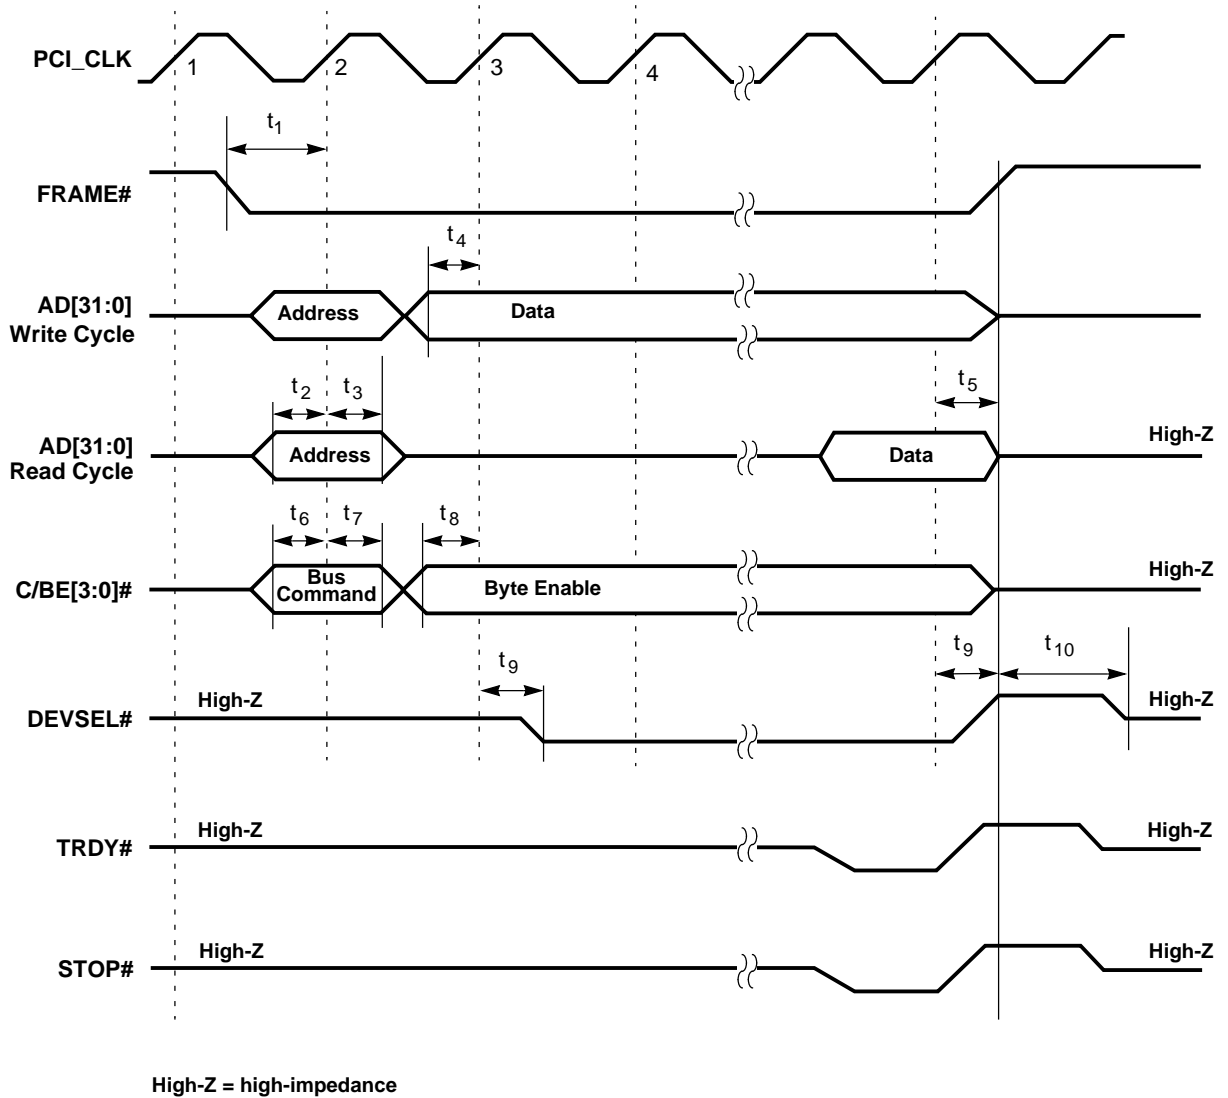 PCI_CLK
1
2
3
4
t1
FRAME#
t4
AD[31:0]
Write Cycle
Address
Data
t2
t3
t5
AD[31:0]
Read Cycle
Address
Data
High-Z
t6
t7
t8
C/BE[3:0]#
Bus
Command
Byte Enable
High-Z
t9
t9
t10
DEVSEL#
High-Z
High-Z
TRDY#
High-Z
High-Z
STOP#
High-Z
High-Z
High-Z = high-impedance